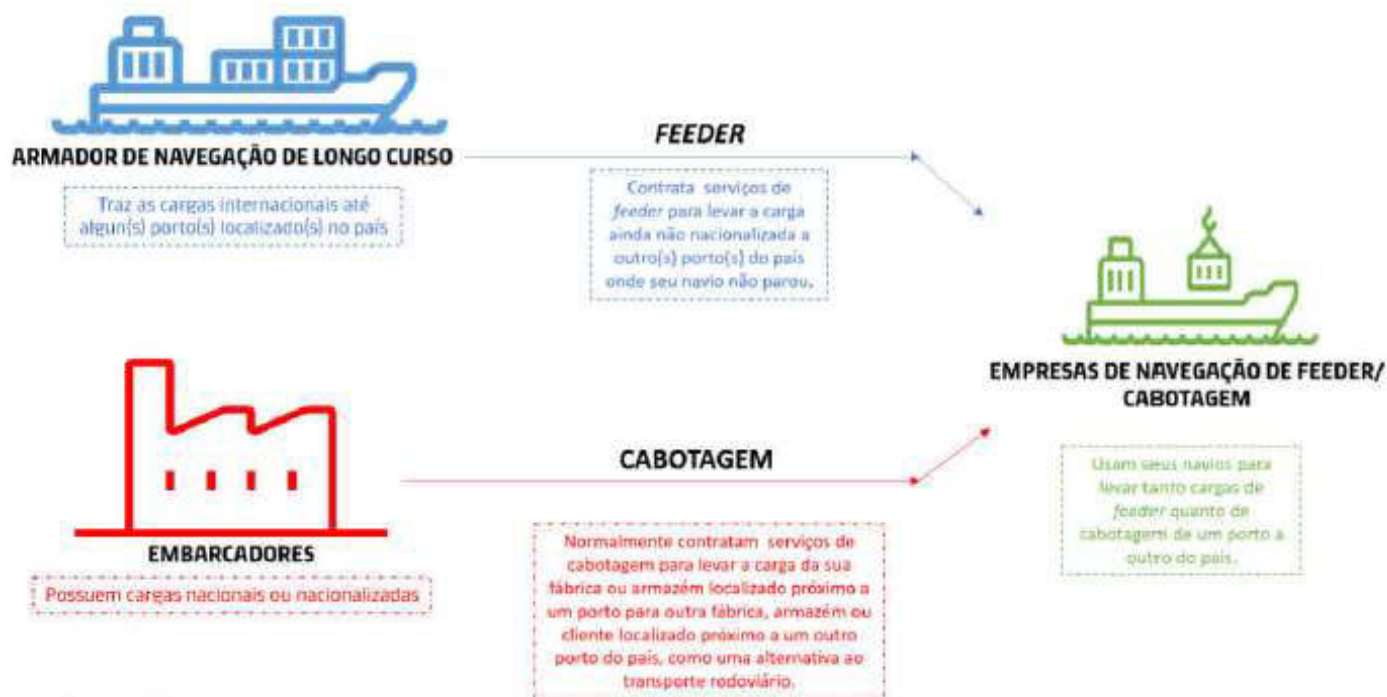 ARMADOR DE NAVEGAÇÃO DE LONGO CURSO
Traz as cargas internacionais até
algun(s) porto(s) localizado(s) no país
FEEDER
Contrata serviços de
feeder para levar a carga
ainda não nacionalizada a
outro(s) porto(s) do país
onde seu navio não parou.
EMPRESAS DE NAVEGAÇÃO DE FEEDER/
CABOTAGEM
Usam seus navios para
levar tanto cargas de
feeder quanto de
cabotagem de um porto a
outro do país.
EMBARCADORES
Possuem cargas nacionais ou nacionalizadas
CABOTAGEM
Normalmente contratam serviços de
cabotagem para levar a carga da sua
fábrica ou armazém localizado próximo a
um porto para outra fábrica, armazém ou
cliente localizado próximo a um outro
porto do país, como uma alternativa ao
transporte rodoviário.